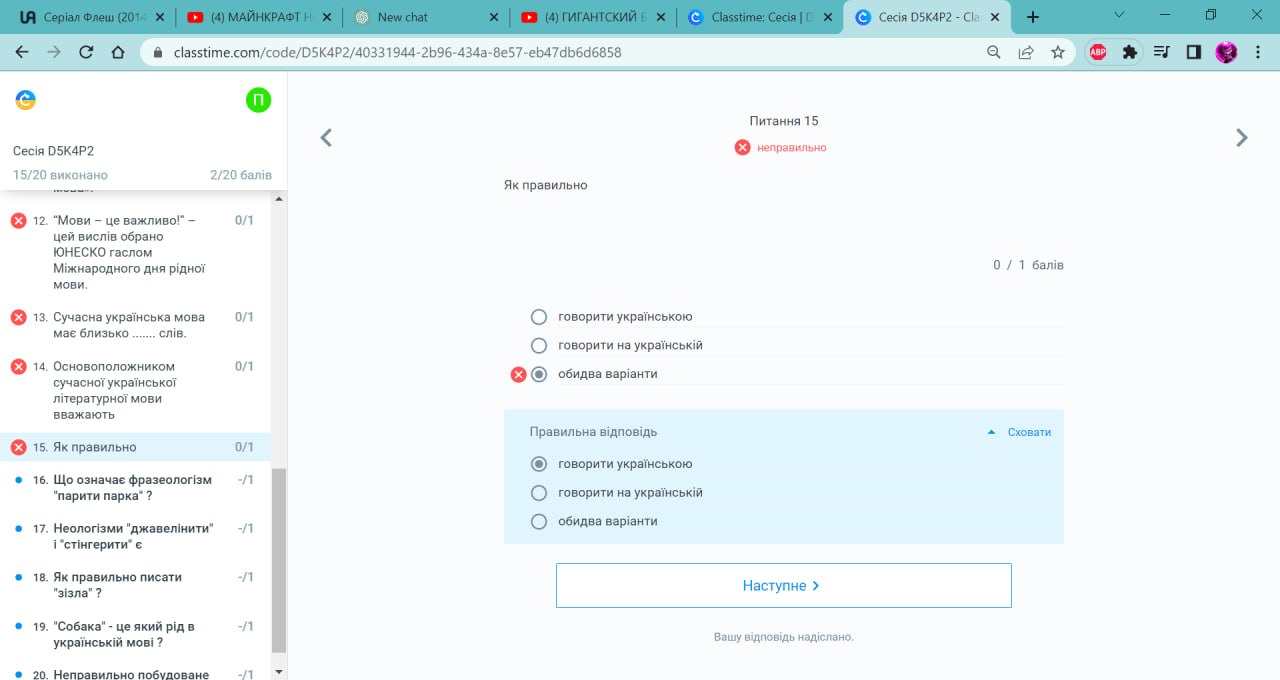 Серіал Флеш (2014
(4) МАЙНКРАФТ Н
New chat
(4) ГИГАНТСКИЙ Б
Classtime: Сесія | D
Сесія D5K4P2 - Cla
classtime.com/code/D5K4P2/40331944-2b96-434a-8e57-eb47db6d6858
ABP
П
Сесія D5K4P2
15/20 виконано
2/20 балів
мова».
12. “Мови – це важливо!” –
0/1
цей вислів обрано
ЮНЕСКО гаслом
Міжнародного дня рідної
мови.
13. Сучасна українська мова
0/1
має близько ....... слів.
14. Основоположником
0/1
сучасної української
літературної мови
вважають
15. Як правильно
0/1
16. Що означає фразеологізм
-/1
"парити парка" ?
17. Неологізми "джавелінити"
-/1
і "стінгерити" є
18. Як правильно писати
-/1
"зізла" ?
19. "Собака" - це який рід в
-/1
українській мові ?
20. Неправильно побудоване
-/1
Питання 15
неправильно
Як правильно
0 / 1 балів
говорити українською
говорити на українській
обидва варіанти
Правильна відповідь
Сховати
говорити українською
говорити на українській
обидва варіанти
Наступне
Вашу відповідь надіслано.